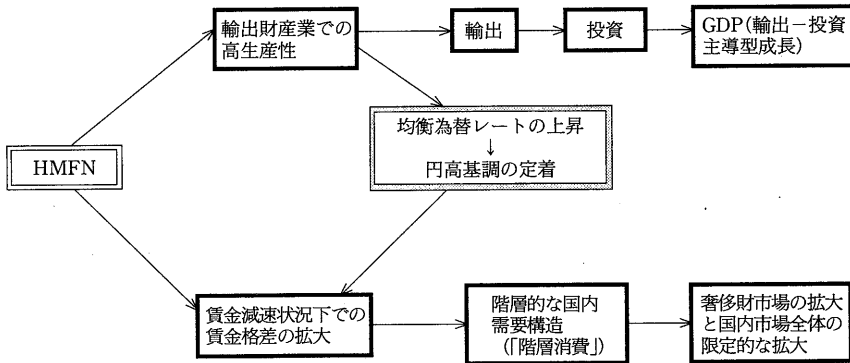 輸出財産業での
高生産性
輸出
投資
GDP(輸出－投資
主導型成長)
均衡為替レートの上昇
↓
円高基調の定着
HMFN
賃金減速状況下での
賃金格差の拡大
階層的な国内
需要構造
(「階層消費」)
奢侈財市場の拡大
と国内市場全体の
限定的な拡大